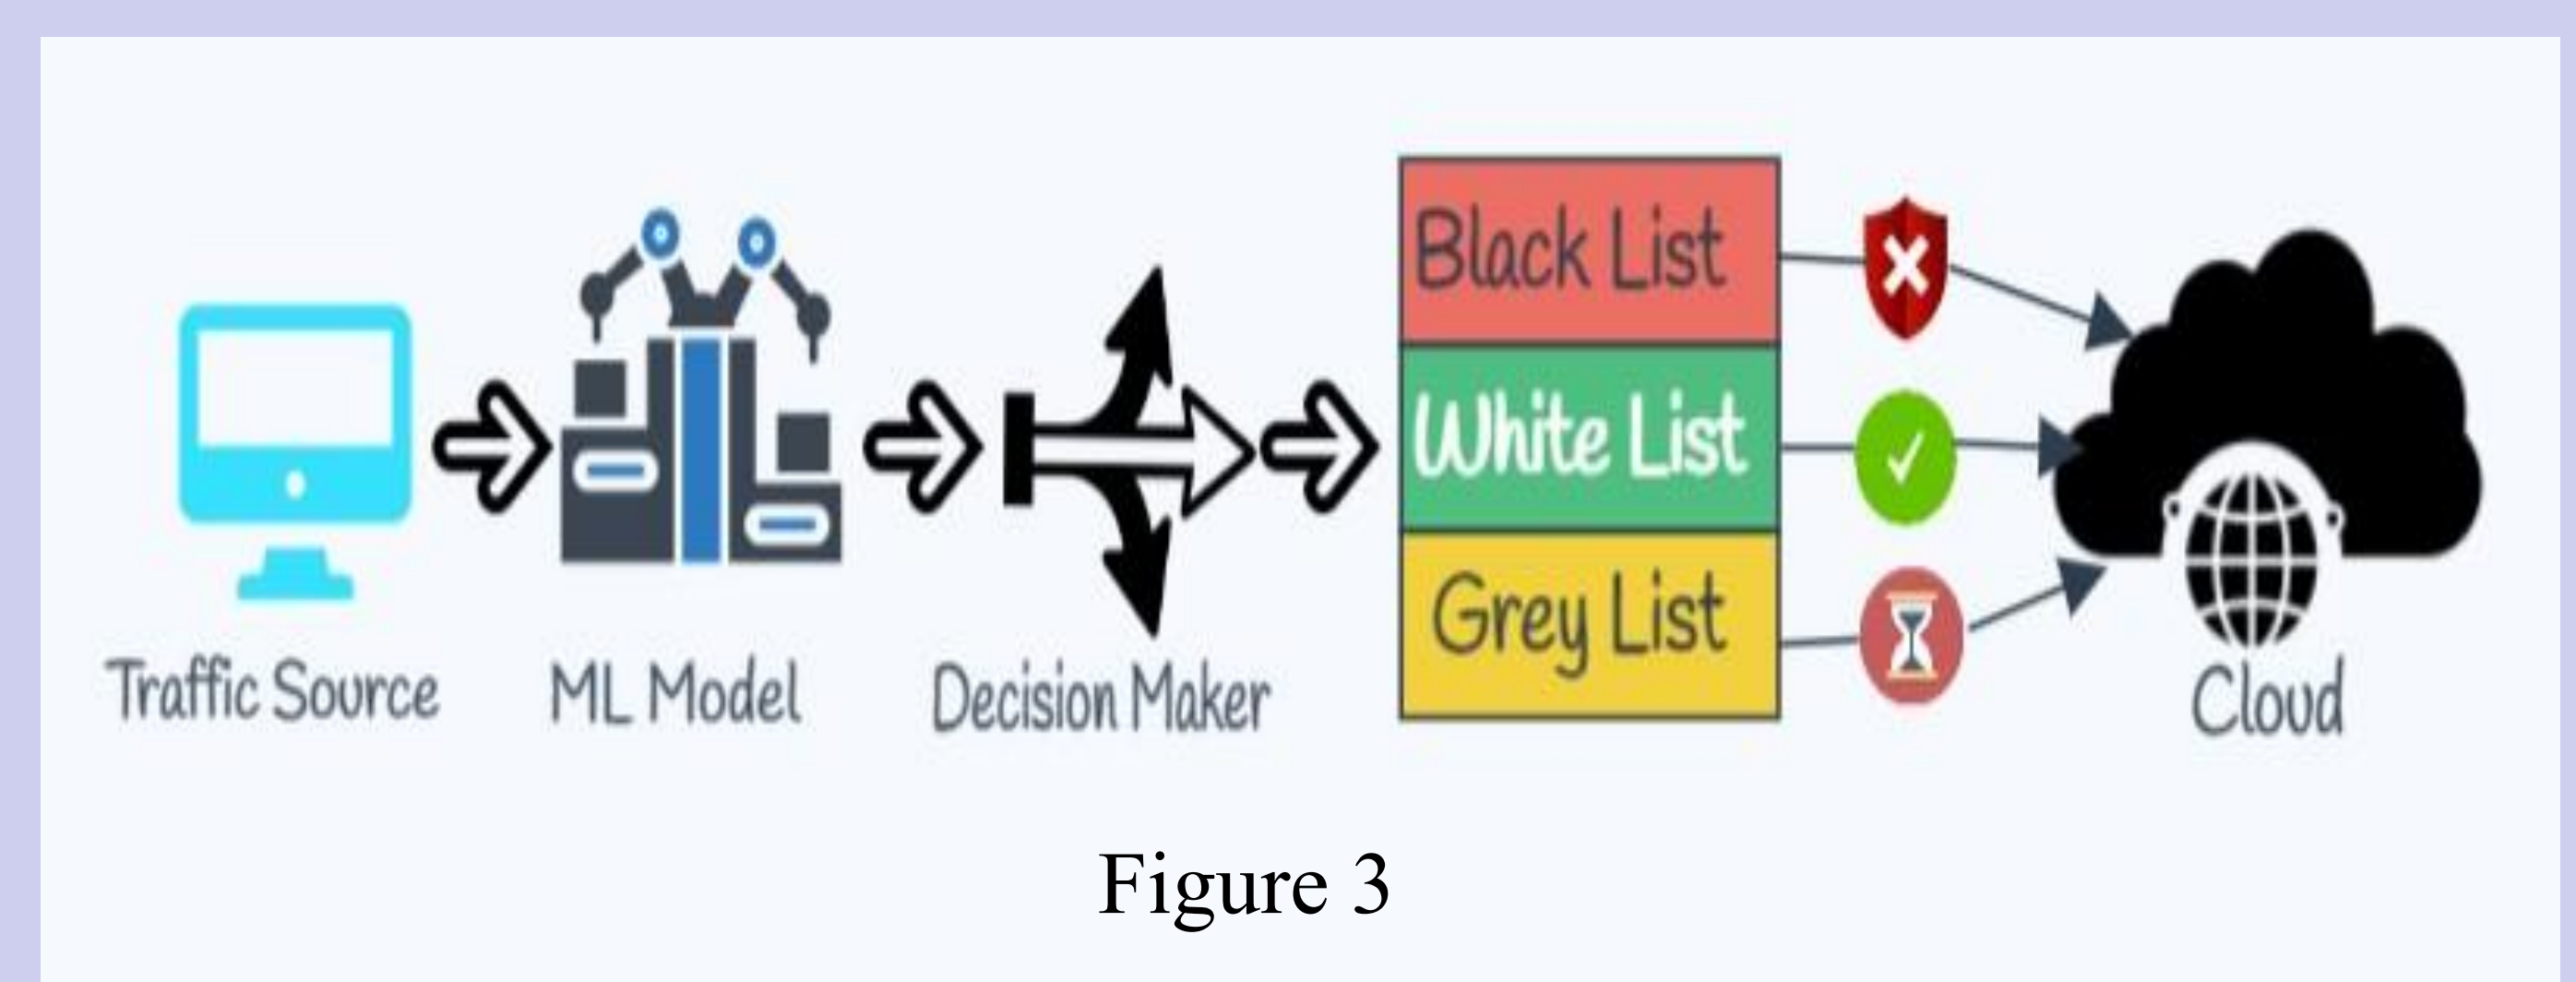 Black List
White List
Grey List
Traffic Source
ML Model
Decision Maker
Cloud
Figure 3